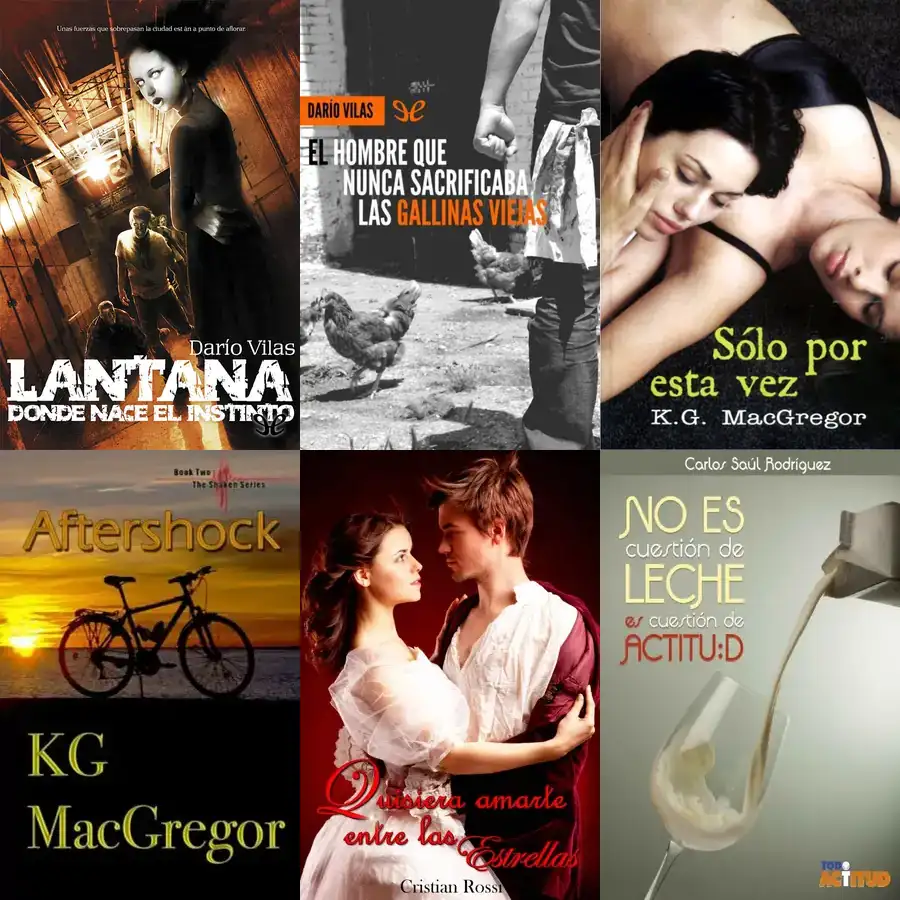 Unas fuerzas que sobrepasan la ciudad están a punto de aflorar
Darío Vilas
LANTANA
DONDE NACE EL INSTINTO
DARÍO VILAS
EL HOMBRE QUE
NUNCA SACRIFICABA
LAS GALLINAS VIEJAS
Sólo por
esta vez
K.G. MacGregor
Book Two
The Shaken Series
Aftershock
KG
MacGregor
Quisiera amarte
entre las
Estrellas
Cristian Rossi
Carlos Saúl Rodríguez
NO ES
cuestión de
LECHE
es cuestión de
ACTITU:D
TODO
ACTITUD